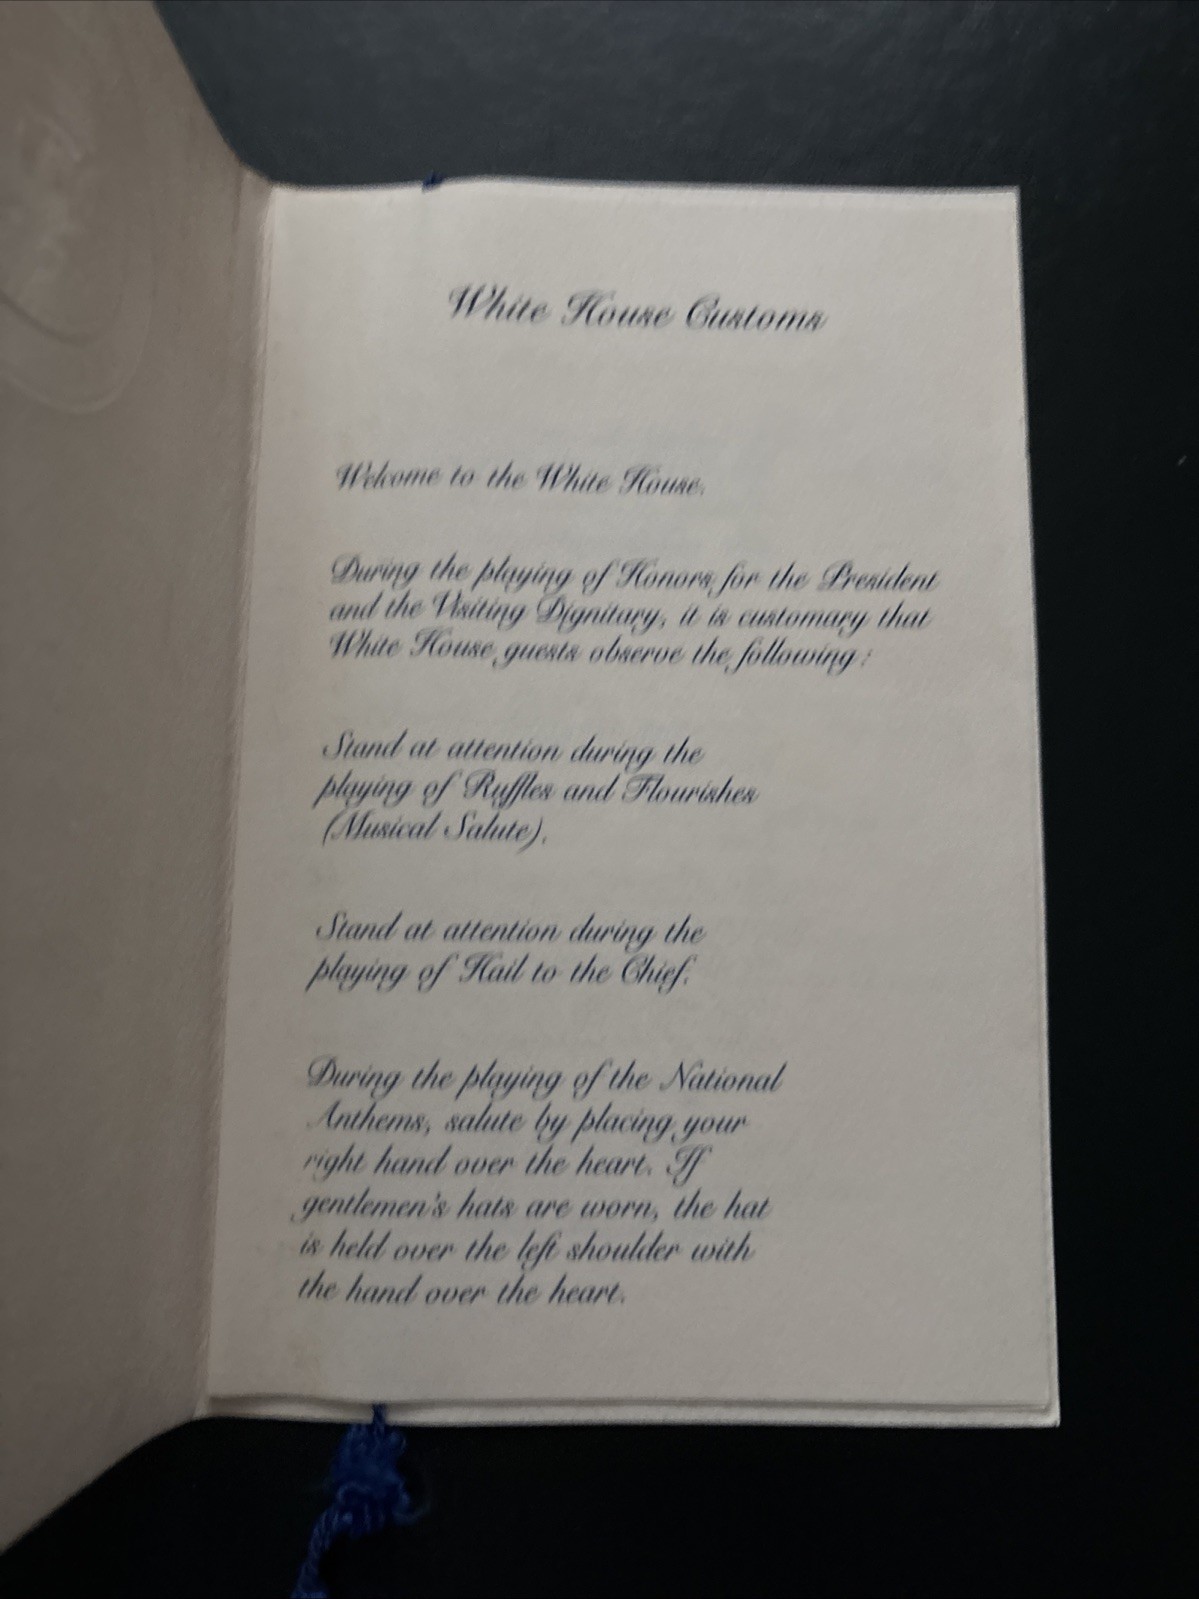 White House Customs
Welcome to the White House.
During the playing of Honors for the President
and the Visiting Dignitary, it is customary that
White House guests observe the following:
Stand at attention during the
playing of Ruffles and Flourishes
(Musical Salute).
Stand at attention during the
playing of Hail to the Chief.
During the playing of the National
Anthems, salute by placing your
right hand over the heart. If
gentlemen's hats are worn, the hat
is held over the left shoulder with
the hand over the heart.